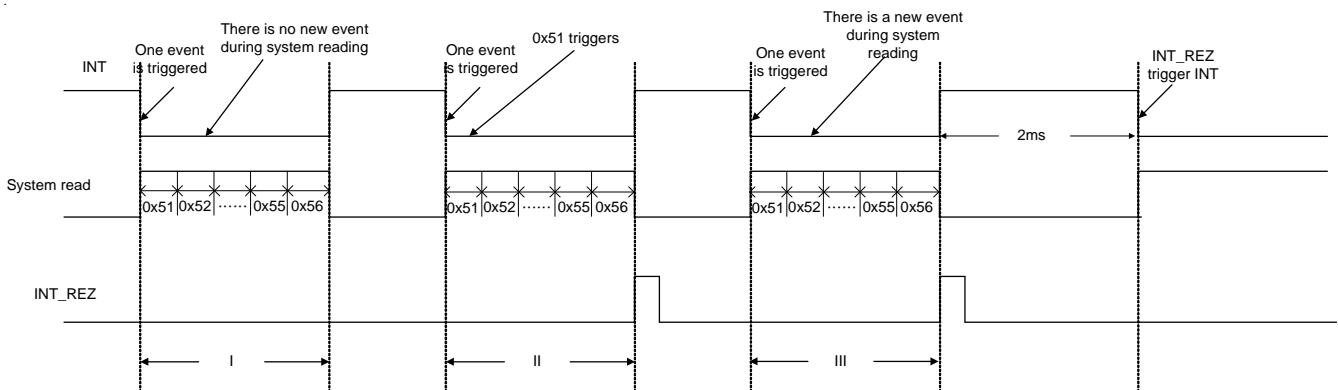 There is no new event
during system reading
One event
is triggered
INT
One event
is triggered
0x51 triggers
There is a new event
during system
reading
One event
is triggered
INT_REZ
trigger INT
2ms
System read
0x51 0x52 ...... 0x55 0x56
0x51 0x52 ...... 0x55 0x56
0x51 0x52 ...... 0x55 0x56
INT_REZ
I
II
III